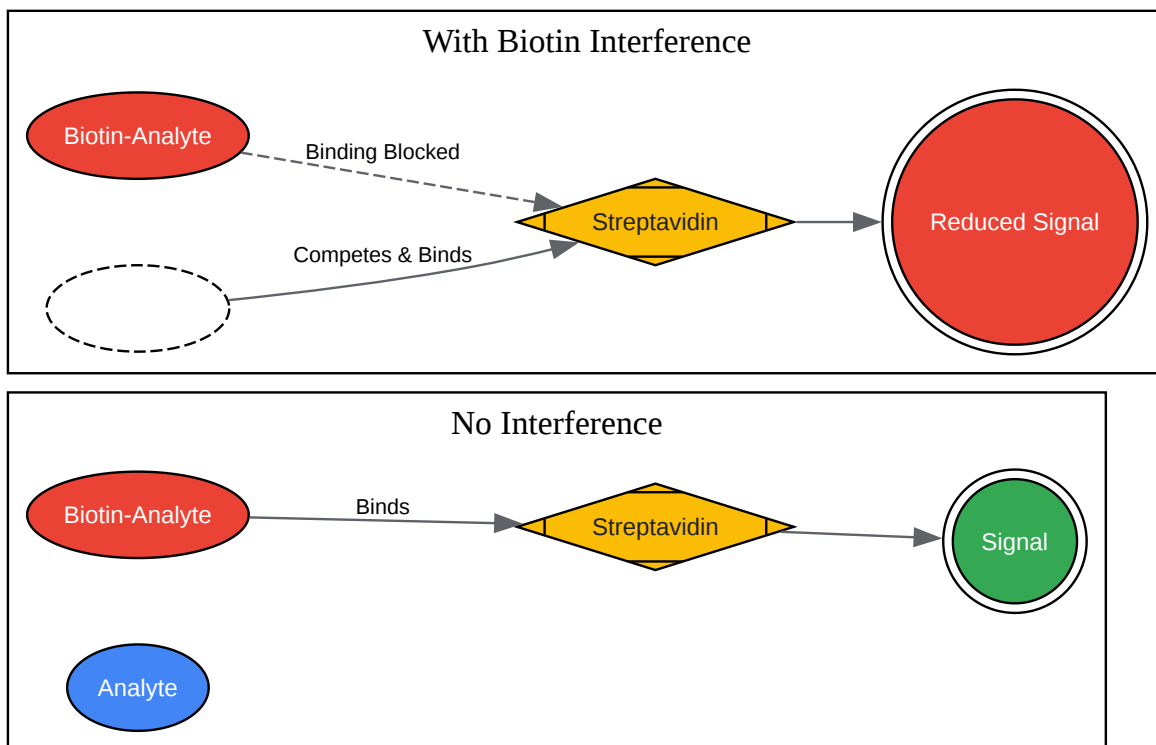 With Biotin Interference
Biotin-Analyte
Binding Blocked
Streptavidin
Reduced Signal
Competes & Binds
No Interference
Biotin-Analyte
Binds
Streptavidin
Signal
Analyte